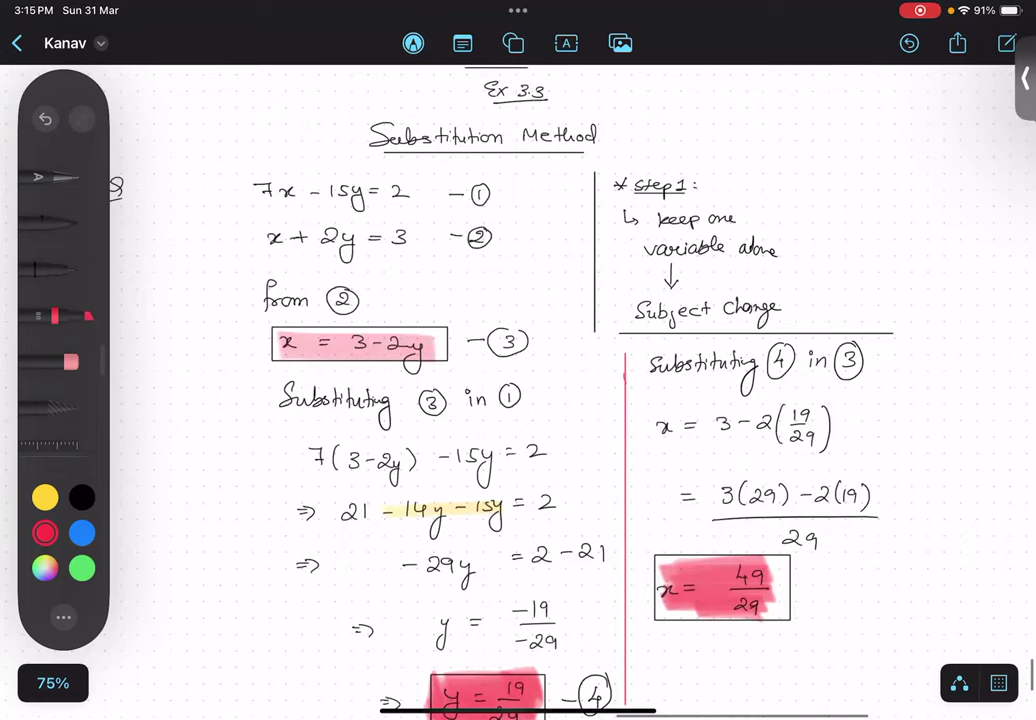 3:15 PM Sun 31 Mar
91%
Kanav
A
Ex 3.3
Substitution Method
Q
7x - 15y = 2 - ①
x + 2y = 3 - ②
from ②
x = 3 - 2y - ③
Substituting ③ in ①
7(3-2y) - 15y = 2
⇒ 21 - 14y - 15y = 2
⇒ - 29y = 2 - 21
⇒ y = -19/-29
⇒ y = 19/29 - ④
* Step 1:
↳ keep one
variable alone
↓
Subject Change
Substituting ④ in ③
x = 3 - 2(19/29)
= 3(29) - 2(19)/29
x = 49/29
A
80
75%